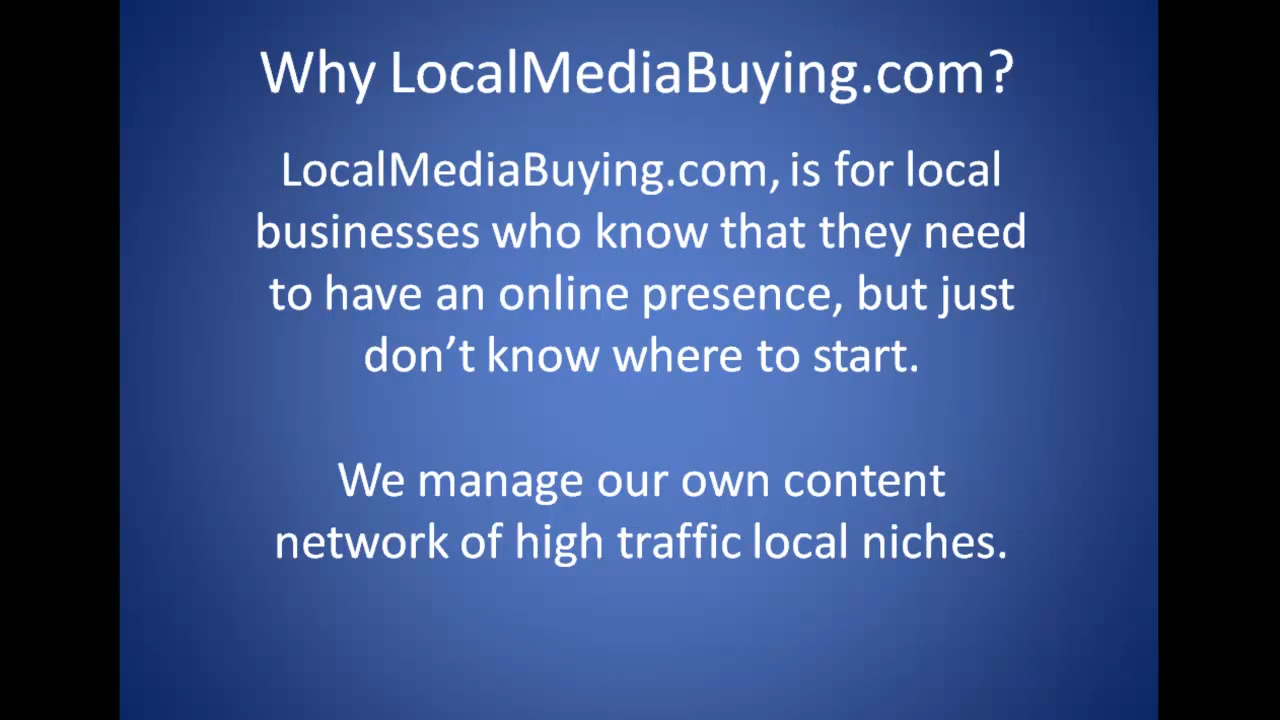 Why LocalMediaBuying.com?
LocalMediaBuying.com, is for local
businesses who know that they need
to have an online presence, but just
don’t know where to start.
We manage our own content
network of high traffic local niches.